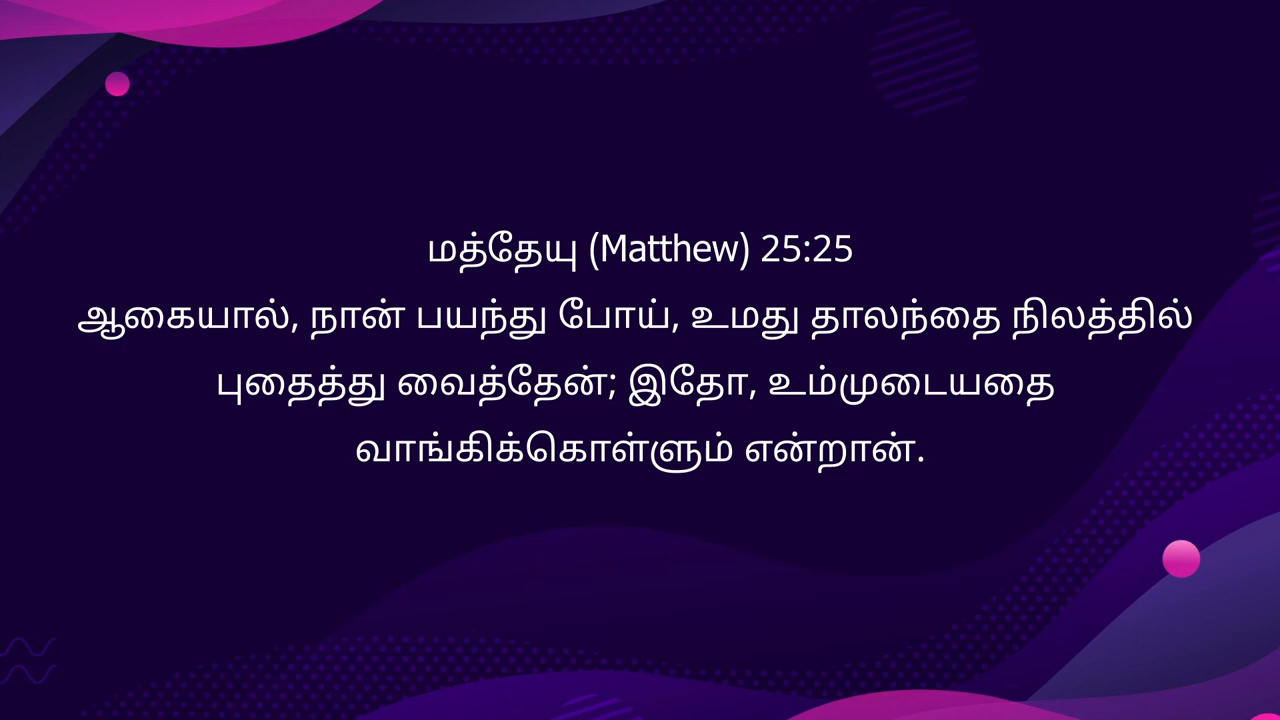 மத்தேயு (Matthew) 25:25
ஆகையால், நான் பயந்து போய், உமது தாலந்தை நிலத்தில்
புதைத்து வைத்தேன்; இதோ, உம்முடையதை
வாங்கிக்கொள்ளும் என்றான்.